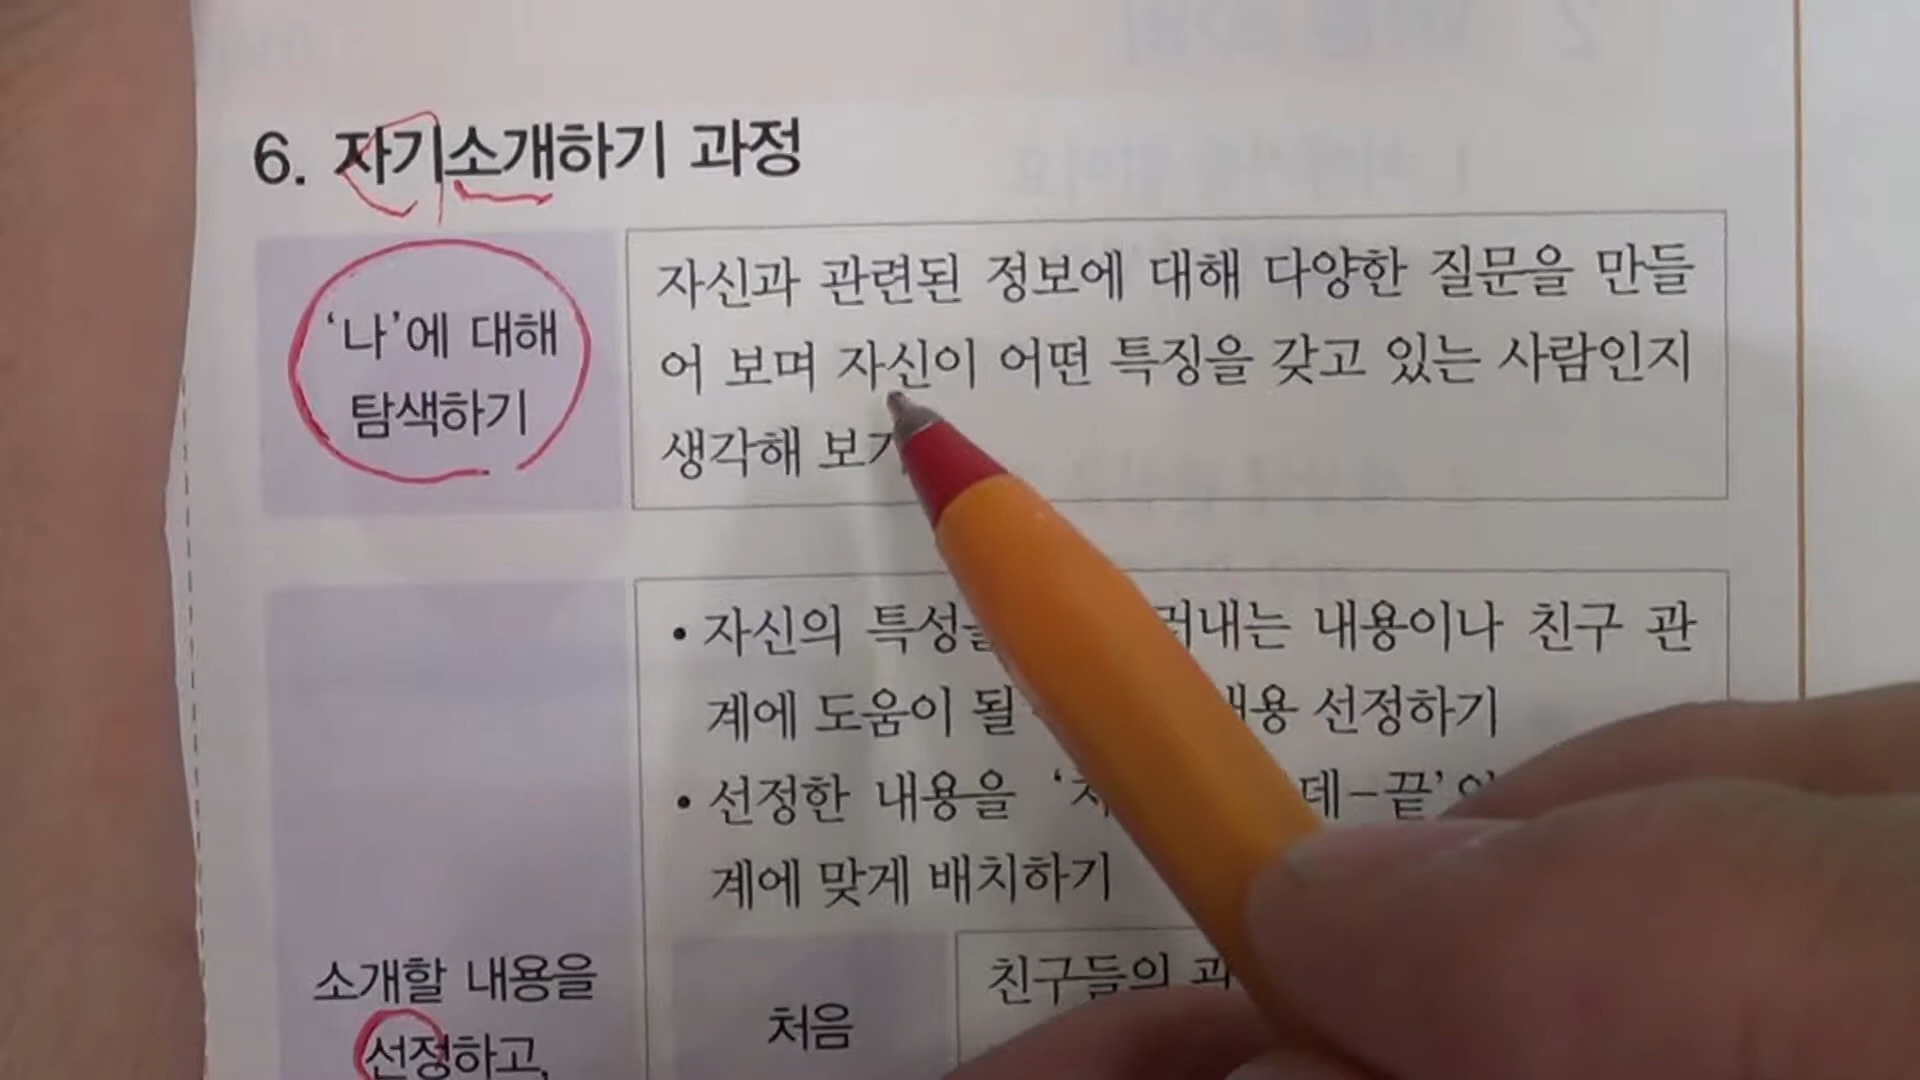 6. 자기소개하기 과정
'나'에 대해
탐색하기
자신과 관련된 정보에 대해 다양한 질문을 만들
어 보며 자신이 어떤 특징을 갖고 있는 사람인지
생각해 보기
• 자신의 특성을 내용이나 친구 관
계에 도움이 될 내용 선정하기
• 선정한 내용을
계에 맞게 배치하기
소개할 내용을
선정하고,
처음
친구들의